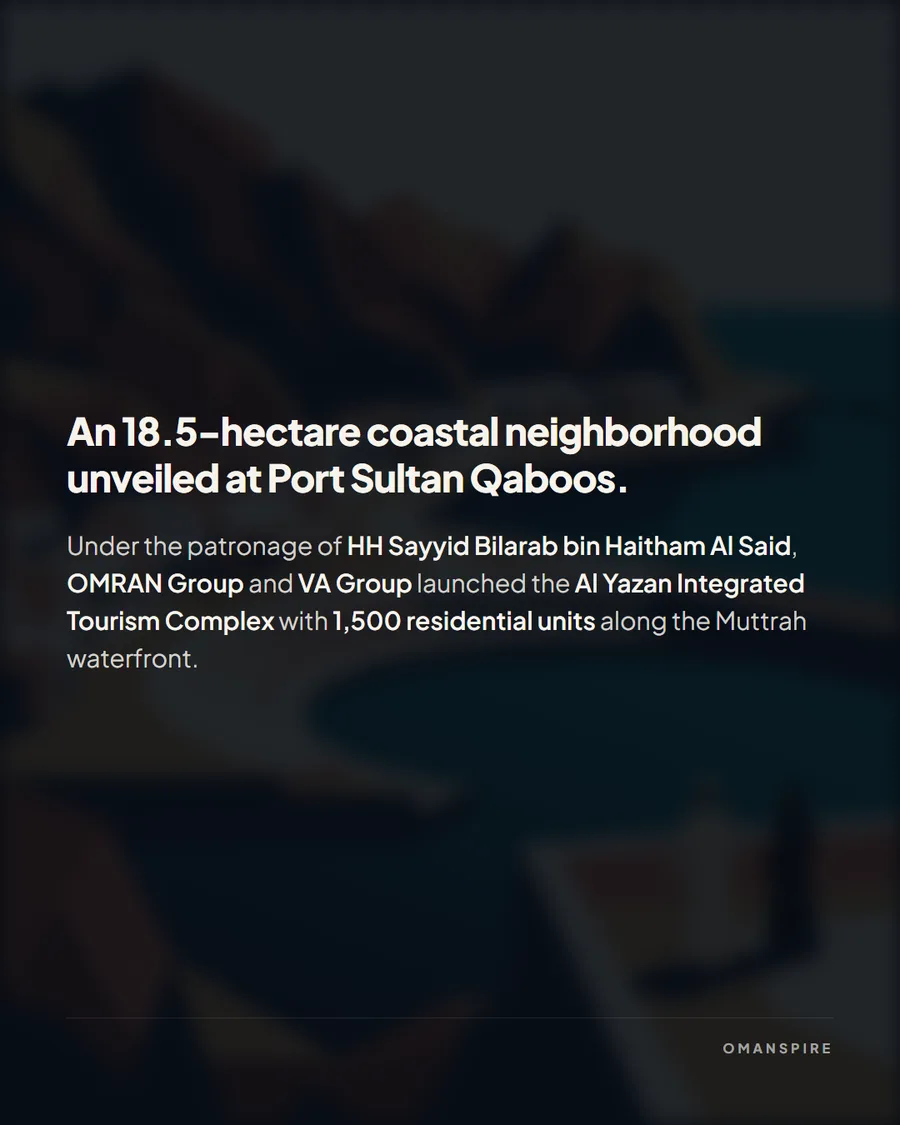 An 18.5-hectare coastal neighborhood
unveiled at Port Sultan Qaboos.
Under the patronage of HH Sayyid Bilarab bin Haitham Al Said,
OMRAN Group and VA Group launched the Al Yazan Integrated
Tourism Complex with 1,500 residential units along the Muttrah
waterfront.
OMANSPIRE